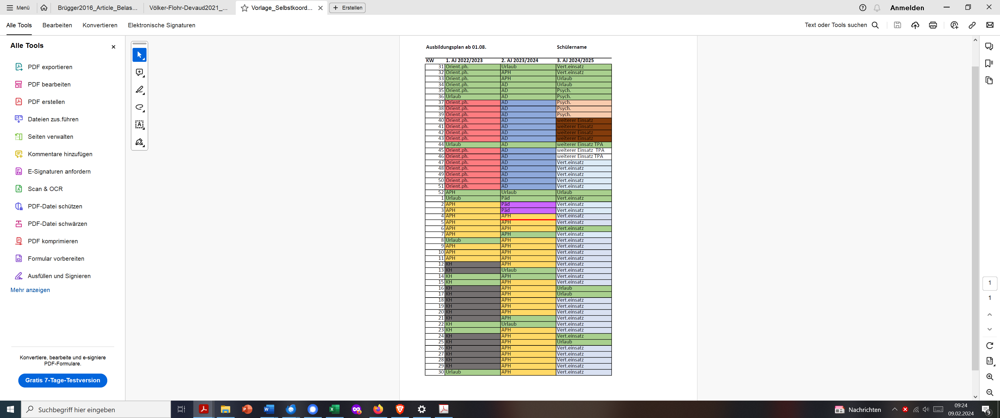 Menü
Brügger2016_Article_Belas...
Völker-Flohr-Devaud2021_...
Vorlage_Selbstkoord...
Erstellen
Anmelden
Alle Tools
Bearbeiten
Konvertieren
Elektronische Signaturen
Text oder Tools suchen
Alle Tools
PDF exportieren
PDF bearbeiten
PDF erstellen
Dateien zus.führen
Seiten verwalten
Kommentare hinzufügen
E-Signaturen anfordern
Scan & OCR
PDF-Datei schützen
PDF-Datei schwärzen
PDF komprimieren
Formular vorbereiten
Ausfüllen und Signieren
Mehr anzeigen
Konvertiere, bearbeite und e-signiere
PDF-Formulare.
Gratis 7-Tage-Testversion
Ausbildungsplan ab 01.08. Schülername
KW 1. AJ 2022/2023 2. AJ 2023/2024 3. AJ 2024/2025
31 Orient.ph. Urlaub Vert.einsatz
32 Orient.ph. APH Vert.einsatz
33 Orient.ph. APH Urlaub
34 Orient.ph. AD Urlaub
35 Orient.ph. AD Psych.
36 Urlaub AD Psych.
37 Orient.ph. AD Psych.
38 Orient.ph. AD Psych.
39 Orient.ph. AD Psych.
40 Orient.ph. AD weiterer Einsatz
41 Orient.ph. AD weiterer Einsatz
42 Orient.ph. AD weiterer Einsatz
43 Orient.ph. AD weiterer Einsatz
44 Urlaub AD weiterer Einsatz TPA
45 Orient.ph. AD weiterer Einsatz TPA
46 Orient.ph. AD weiterer Einsatz TPA
47 Orient.ph. AD Vert.einsatz
48 Orient.ph. AD Vert.einsatz
49 Orient.ph. AD Vert.einsatz
50 Orient.ph. AD Vert.einsatz
51 Orient.ph. AD Vert.einsatz
52 APH Urlaub Urlaub
1 Urlaub Päd Vert.einsatz
2 APH Päd Vert.einsatz
3 APH Päd Vert.einsatz
4 APH APH Vert.einsatz
5 APH APH Vert.einsatz
6 APH APH Vert.einsatz
7 APH APH Vert.einsatz
8 Urlaub APH Vert.einsatz
9 APH APH Vert.einsatz
10 APH APH Vert.einsatz
11 APH APH Vert.einsatz
12 KH APH Vert.einsatz
13 KH Urlaub Vert.einsatz
14 KH APH Vert.einsatz
15 KH APH Vert.einsatz
16 KH APH Urlaub
17 KH APH Urlaub
18 KH APH Vert.einsatz
19 KH APH Vert.einsatz
20 KH APH Vert.einsatz
21 KH APH Vert.einsatz
22 KH Urlaub Vert.einsatz
23 KH APH Vert.einsatz
24 KH APH Vert.einsatz
25 KH APH Urlaub
26 KH APH Vert.einsatz
27 KH APH Vert.einsatz
28 KH APH Vert.einsatz
29 KH APH Vert.einsatz
30 Urlaub APH Vert.einsatz
1
1
Suchbegriff hier eingeben
Nachrichten
09:24
09.02.2024
9